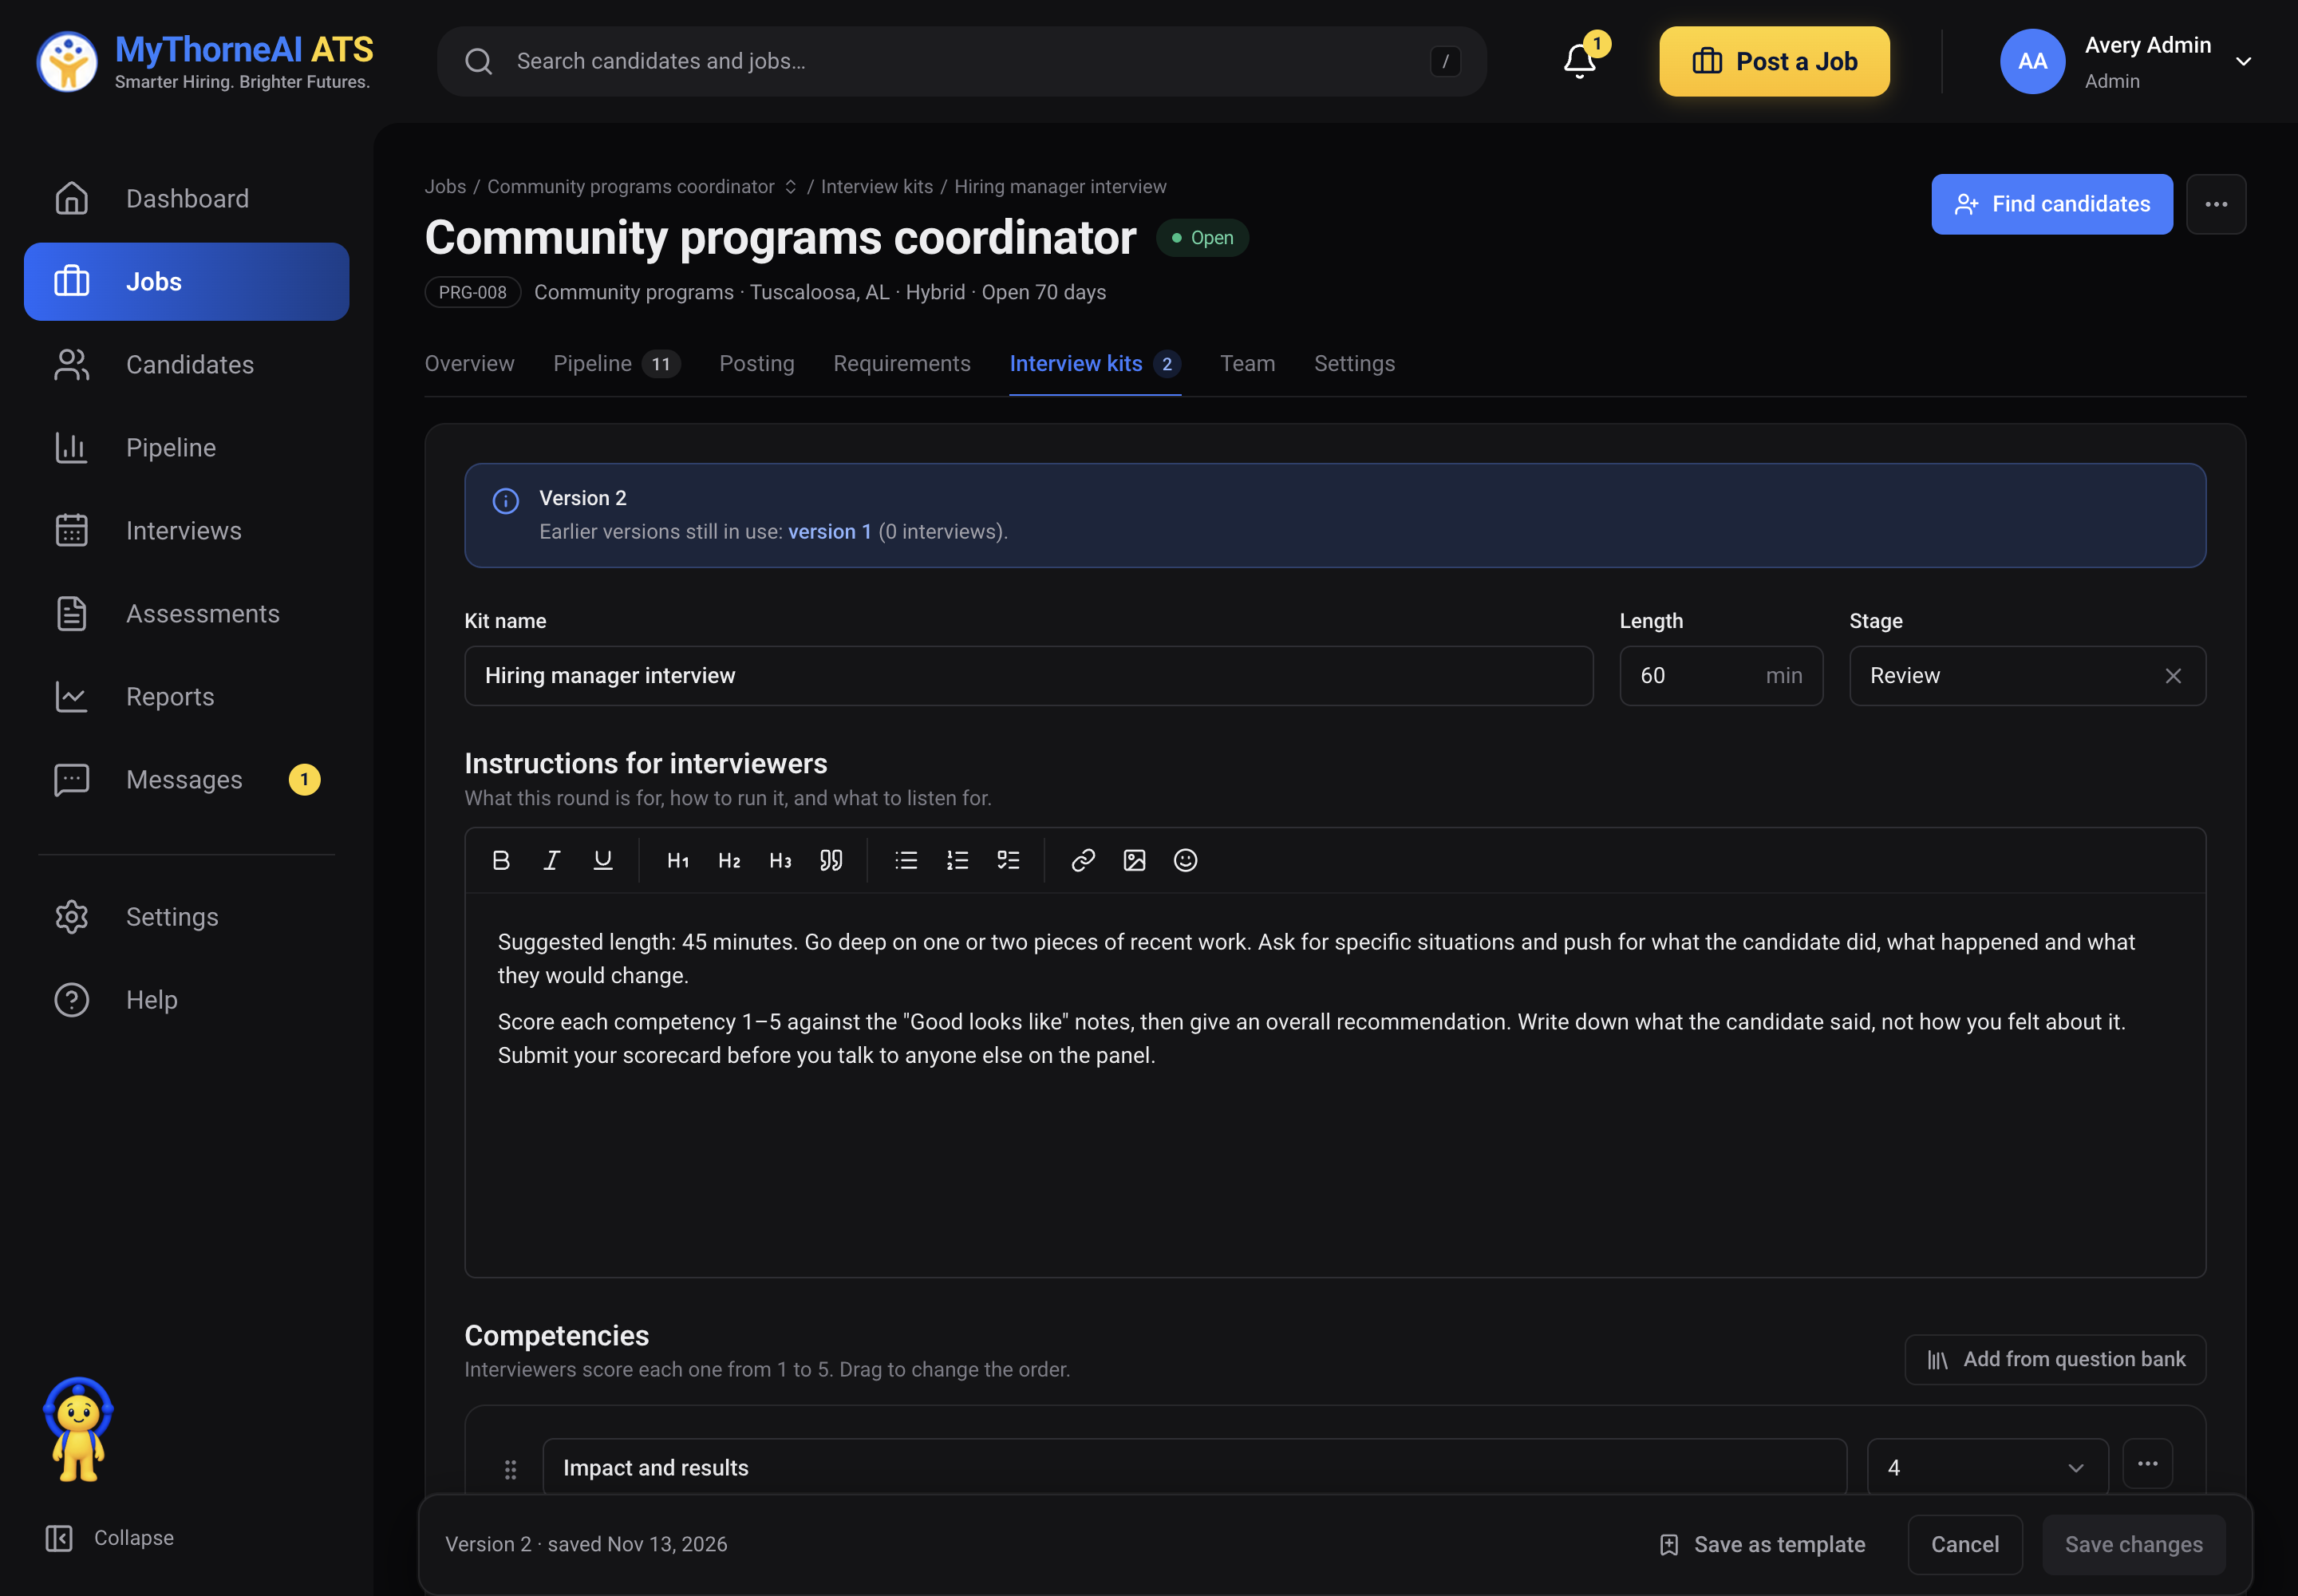 MyThorneAI ATS
Smarter Hiring. Brighter Futures.
Search candidates and jobs…
/
1
Post a Job
AA
Avery Admin
Admin
Dashboard
Jobs
Candidates
Pipeline
Interviews
Assessments
Reports
Messages
1
Settings
Help
Collapse
Jobs / Community programs coordinator / Interview kits / Hiring manager interview
Community programs coordinator
Open
Find candidates
PRG-008
Community programs · Tuscaloosa, AL · Hybrid · Open 70 days
Overview
Pipeline 11
Posting
Requirements
Interview kits 2
Team
Settings
Version 2
Earlier versions still in use: version 1 (0 interviews).
Kit name
Length
Stage
Hiring manager interview
60 min
Review
Instructions for interviewers
What this round is for, how to run it, and what to listen for.
B I U H1 H2 H3
Suggested length: 45 minutes. Go deep on one or two pieces of recent work. Ask for specific situations and push for what the candidate did, what happened and what
they would change.
Score each competency 1–5 against the "Good looks like" notes, then give an overall recommendation. Write down what the candidate said, not how you felt about it.
Submit your scorecard before you talk to anyone else on the panel.
Competencies
Interviewers score each one from 1 to 5. Drag to change the order.
Add from question bank
Impact and results
4
Version 2 · saved Nov 13, 2026
Save as template
Cancel
Save changes